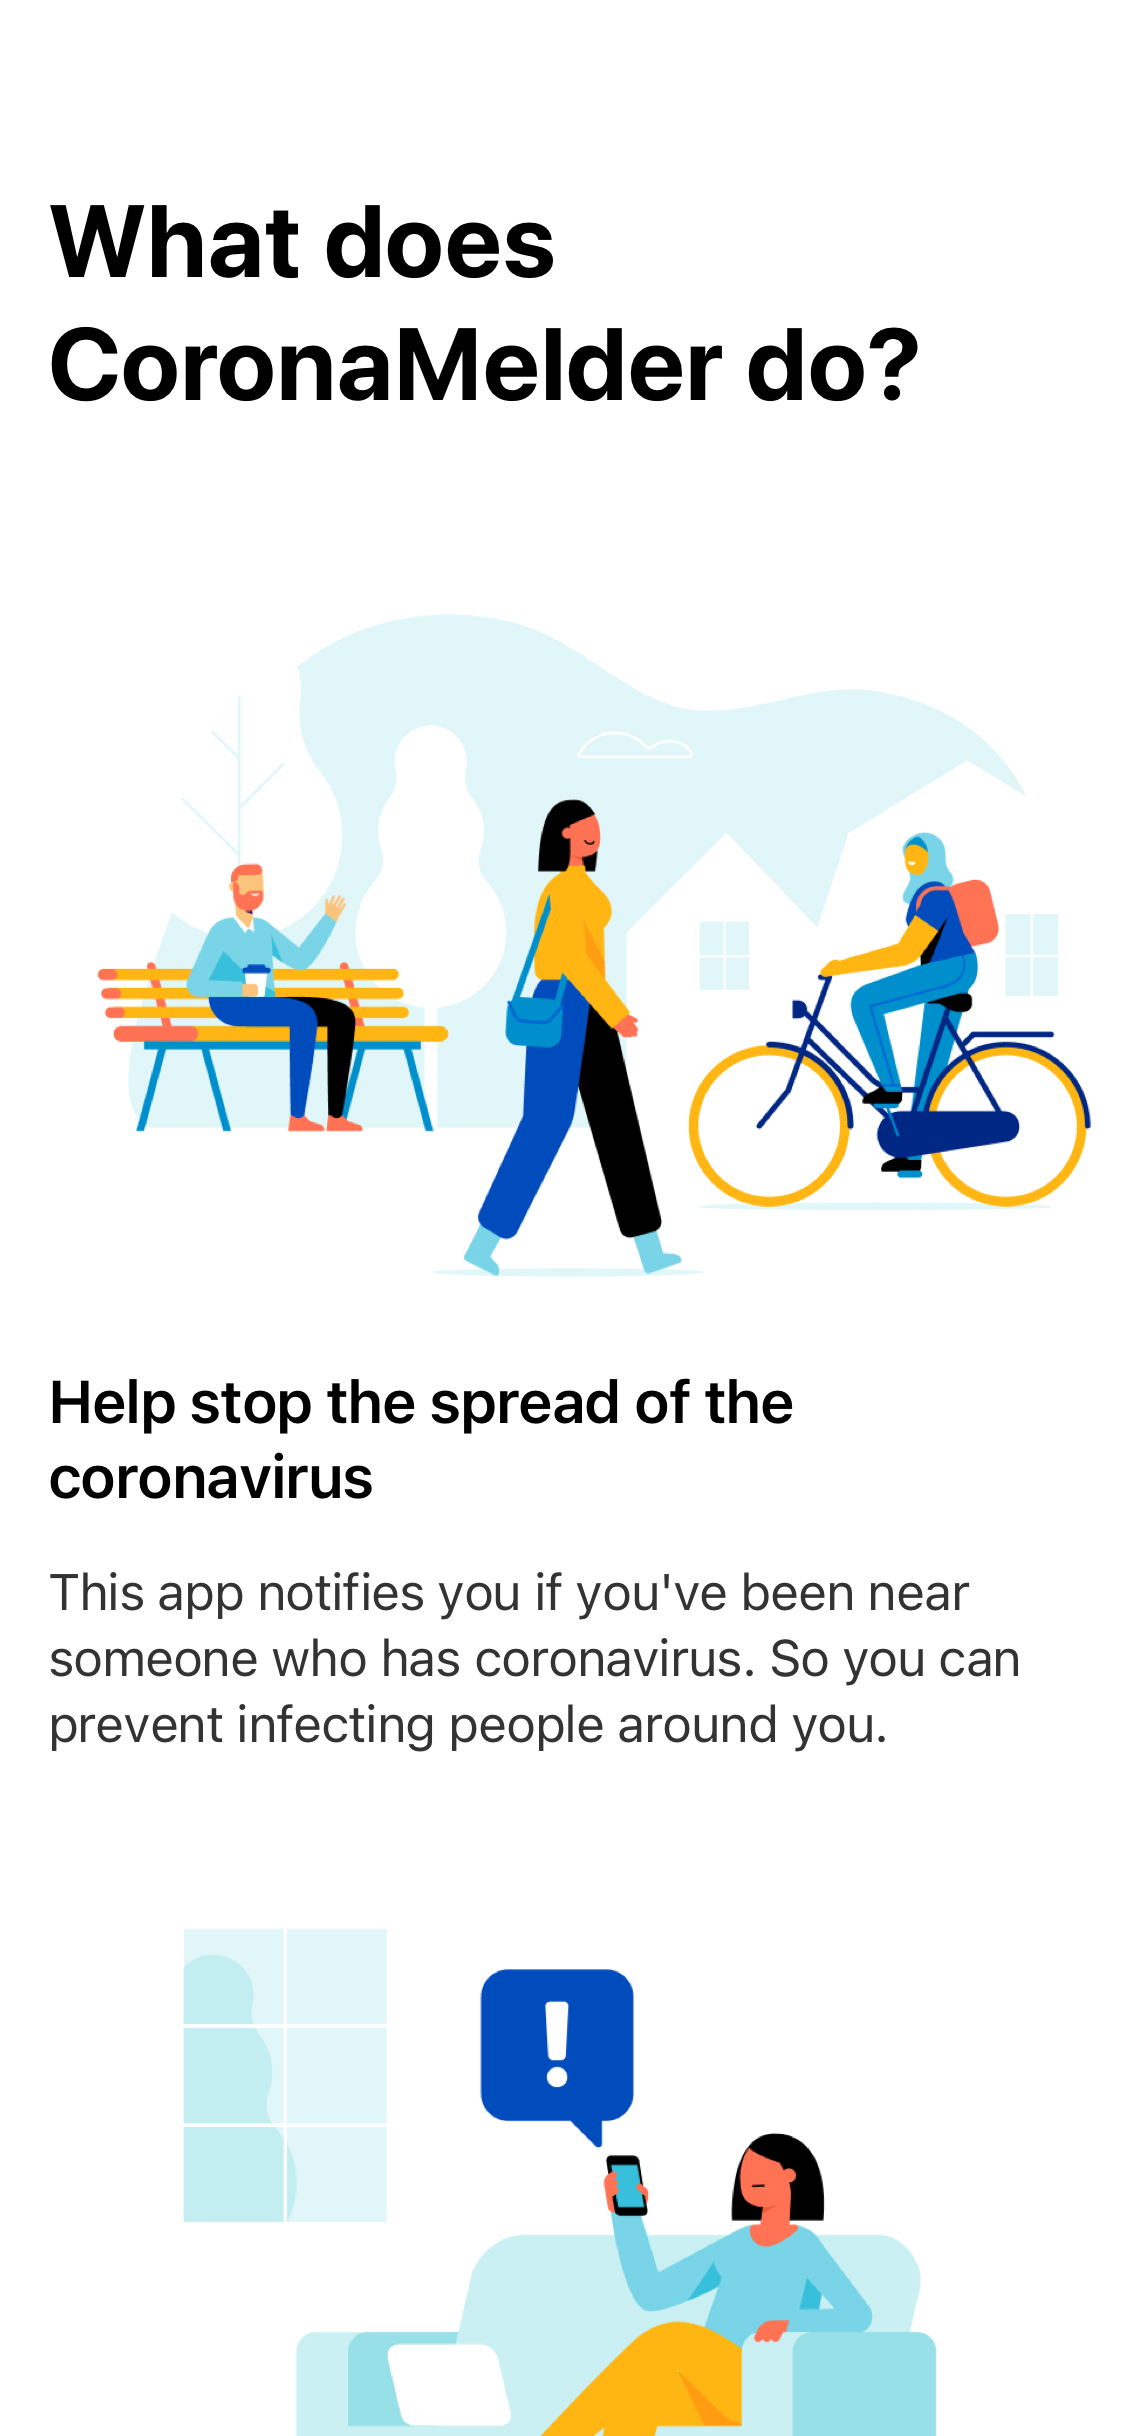 What does
CoronaMelder do?
Help stop the spread of the
coronavirus
This app notifies you if you've been near
someone who has coronavirus. So you can
prevent infecting people around you.
!